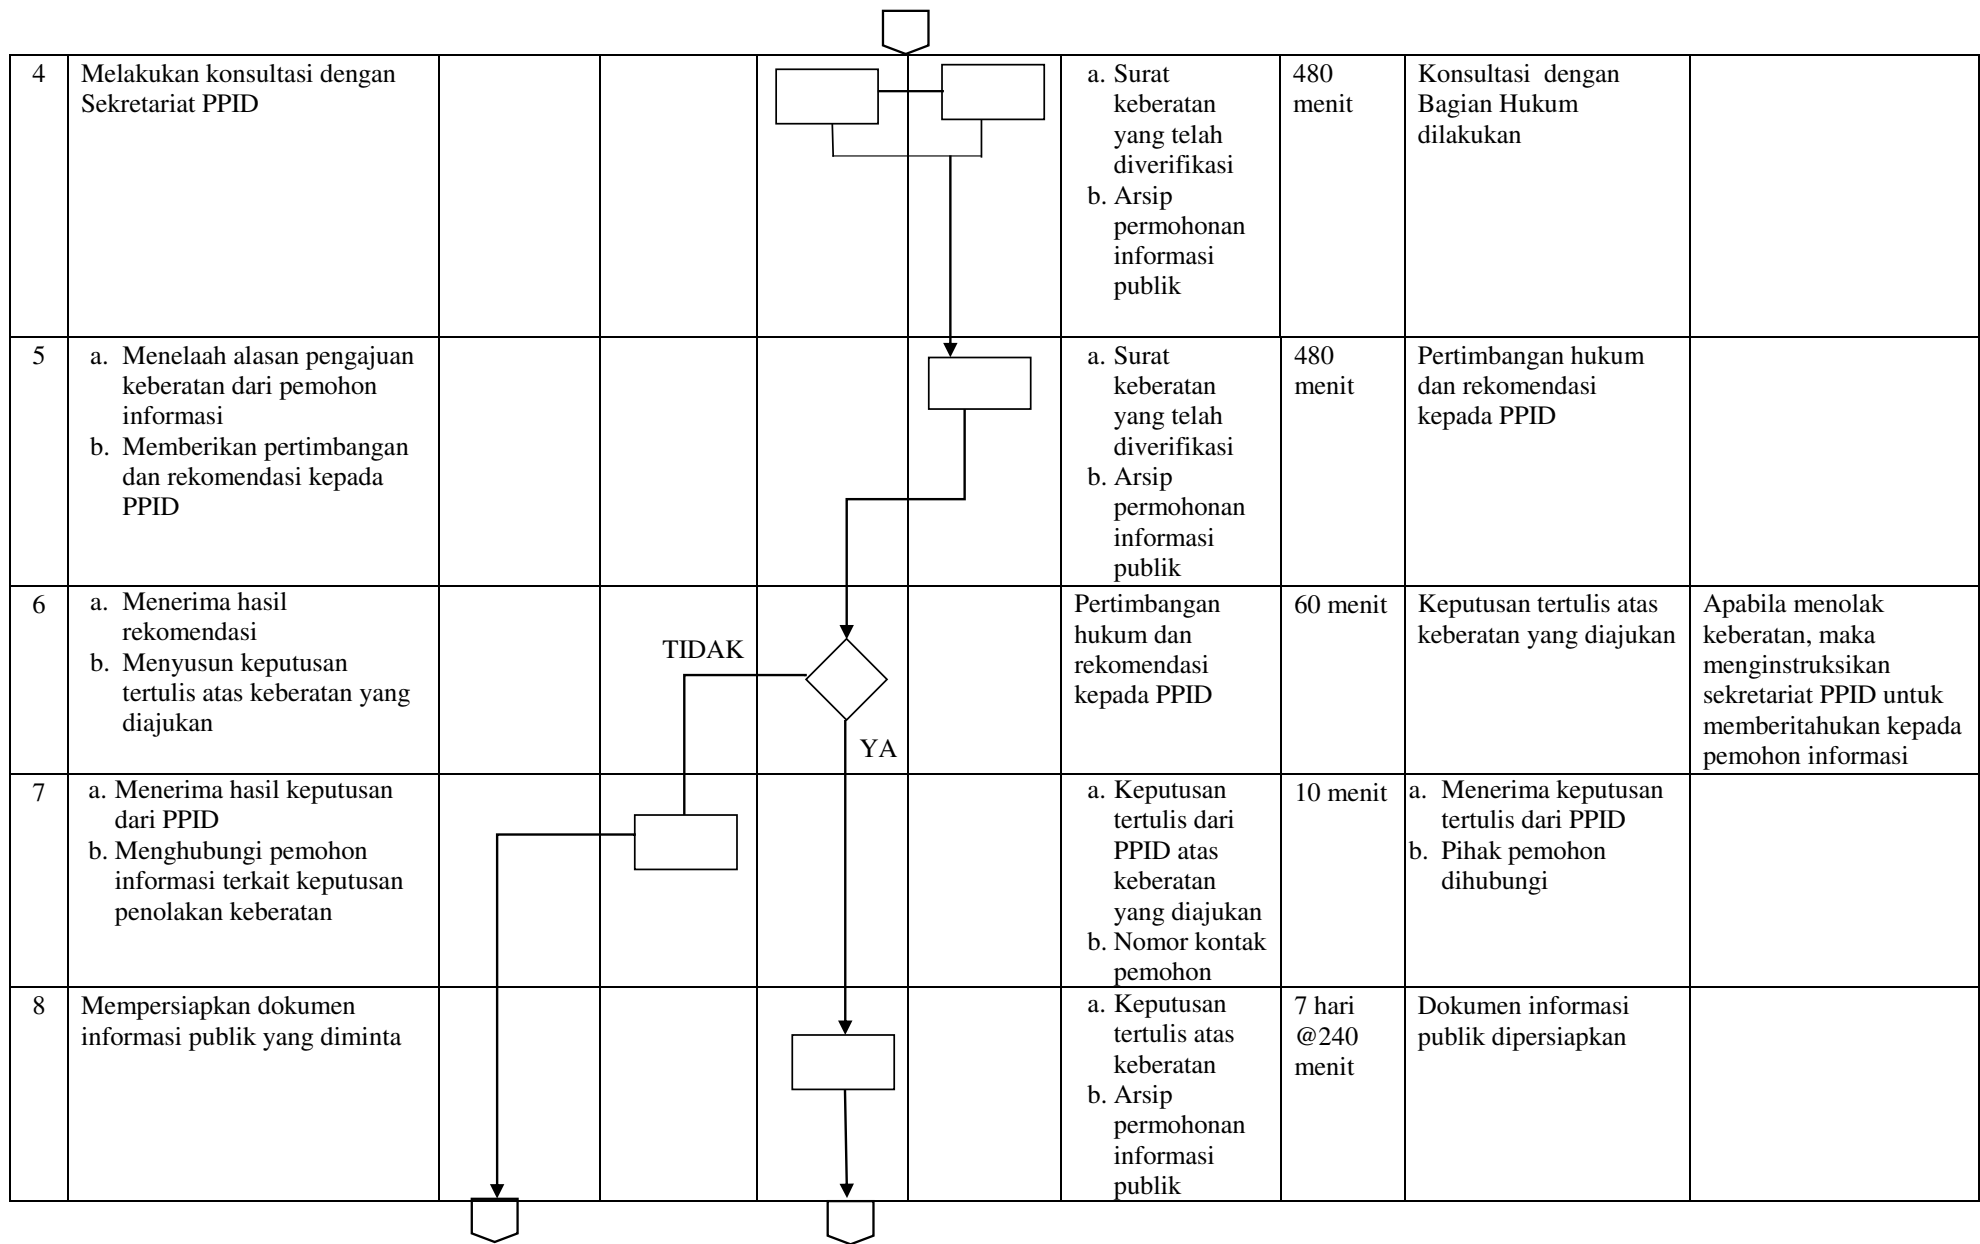 4
Melakukan konsultasi dengan
Sekretariat PPID
a. Surat
keberatan
yang telah
diverifikasi
b. Arsip
permohonan
informasi
publik
480
menit
Konsultasi dengan
Bagian Hukum
dilakukan
5
a. Menelaah alasan pengajuan
keberatan dari pemohon
informasi
b. Memberikan pertimbangan
dan rekomendasi kepada
PPID
a. Surat
keberatan
yang telah
diverifikasi
b. Arsip
permohonan
informasi
publik
480
menit
Pertimbangan hukum
dan rekomendasi
kepada PPID
6
a. Menerima hasil
rekomendasi
b. Menyusun keputusan
tertulis atas keberatan yang
diajukan
TIDAK
YA
Pertimbangan
hukum dan
rekomendasi
kepada PPID
60 menit
Keputusan tertulis atas
keberatan yang diajukan
Apabila menolak
keberatan, maka
menginstruksikan
sekretariat PPID untuk
memberitahukan kepada
pemohon informasi
7
a. Menerima hasil keputusan
dari PPID
b. Menghubungi pemohon
informasi terkait keputusan
penolakan keberatan
a. Keputusan
tertulis dari
PPID atas
keberatan
yang diajukan
b. Nomor kontak
pemohon
10 menit
a. Menerima keputusan
tertulis dari PPID
b. Pihak pemohon
dihubungi
8
Mempersiapkan dokumen
informasi publik yang diminta
a. Keputusan
tertulis atas
keberatan
b. Arsip
permohonan
informasi
publik
7 hari
@240
menit
Dokumen informasi
publik dipersiapkan